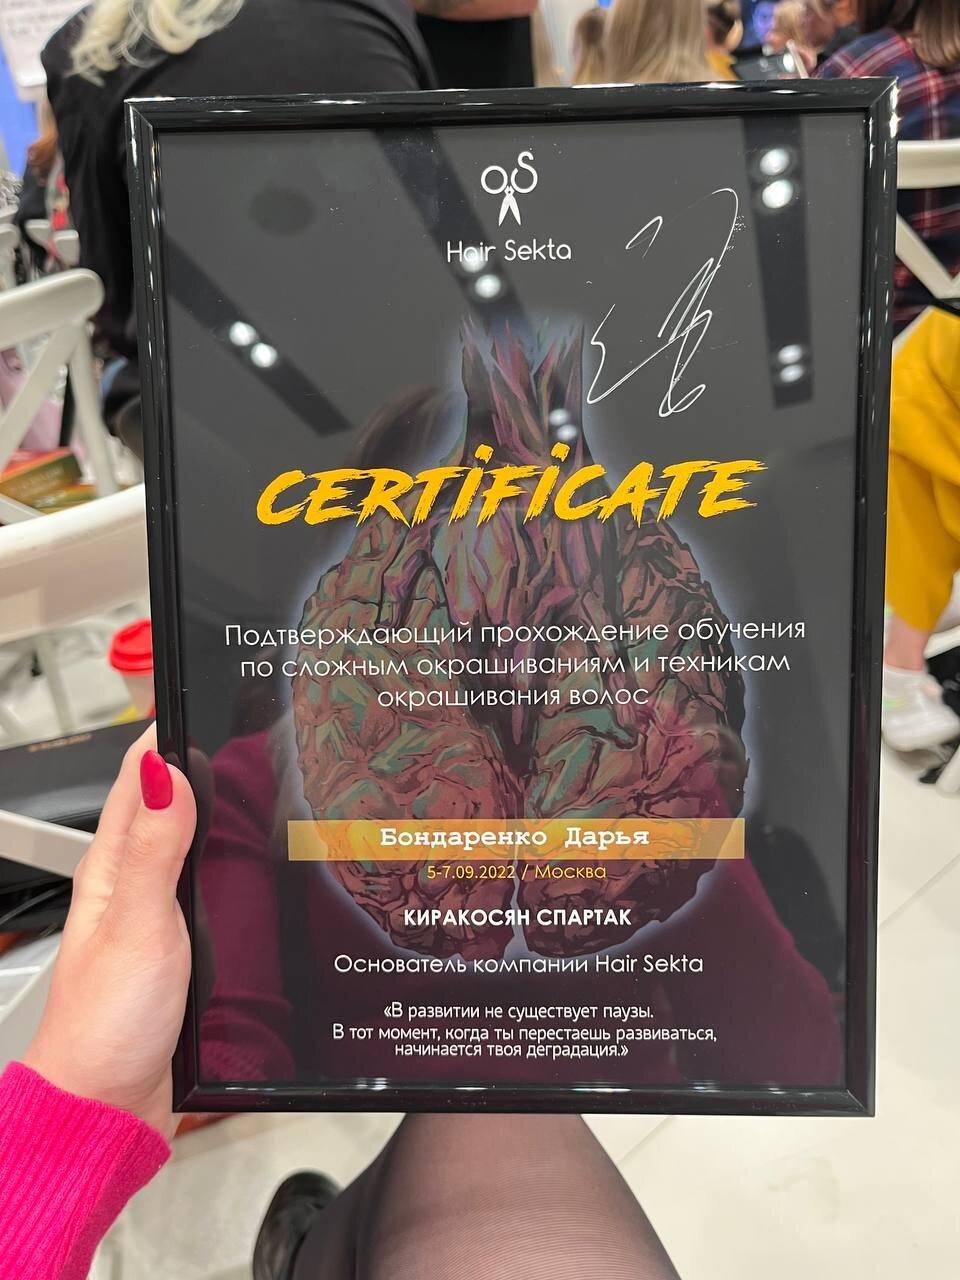 Hair Sekta
CERTIFICATE
Подтверждающий прохождение обучения
по сложным окрашиваниям и техникам
окрашивания волос
Бондаренко Дарья
5-7.09.2022 / Москва
КИРАКОСЯН СПАРТАК
Основатель компании Hair Sekta
«В развитии не существует паузы.
В тот момент, когда ты перестаешь развиваться,
начинается твоя деградация.»